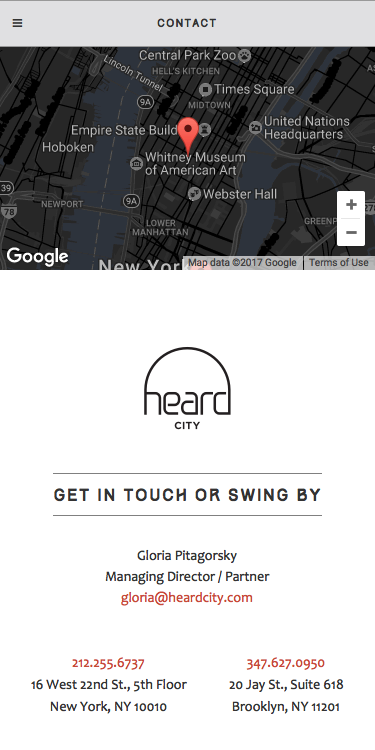 CONTACT
Central Park Zoo
Lincoln Tunnel
HELL'S KITCHEN
Times Square
9A
MIDTOWN
United Nations
Headquarters
Empire State Build
Hoboken
Whitney Museum
of American Art
39
Webster Hall
78
NEWPORT
9A
LOWER
MANHATTAN
GREENP
New York
Google
Map data ©2017 Google
Terms of Use
heard
CITY
GET IN TOUCH OR SWING BY
Gloria Pitagorsky
Managing Director / Partner
gloria@heardcity.com
212.255.6737
16 West 22nd St., 5th Floor
New York, NY 10010
347.627.0950
20 Jay St., Suite 618
Brooklyn, NY 11201